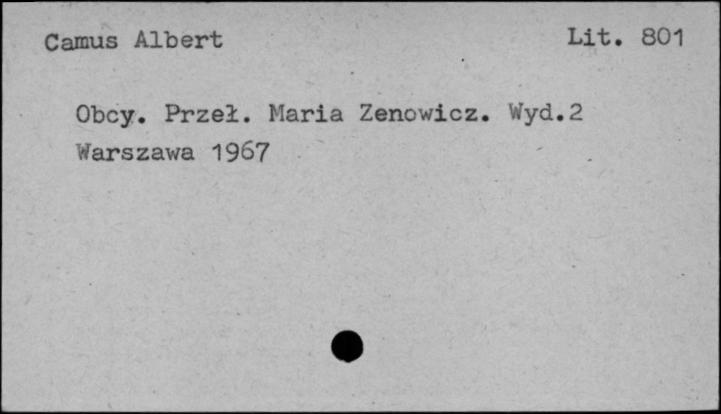 Camus Albert Lit. 801
Obcy. Przeł. Maria Zenowicz. Wyd.2
Warszawa 1967